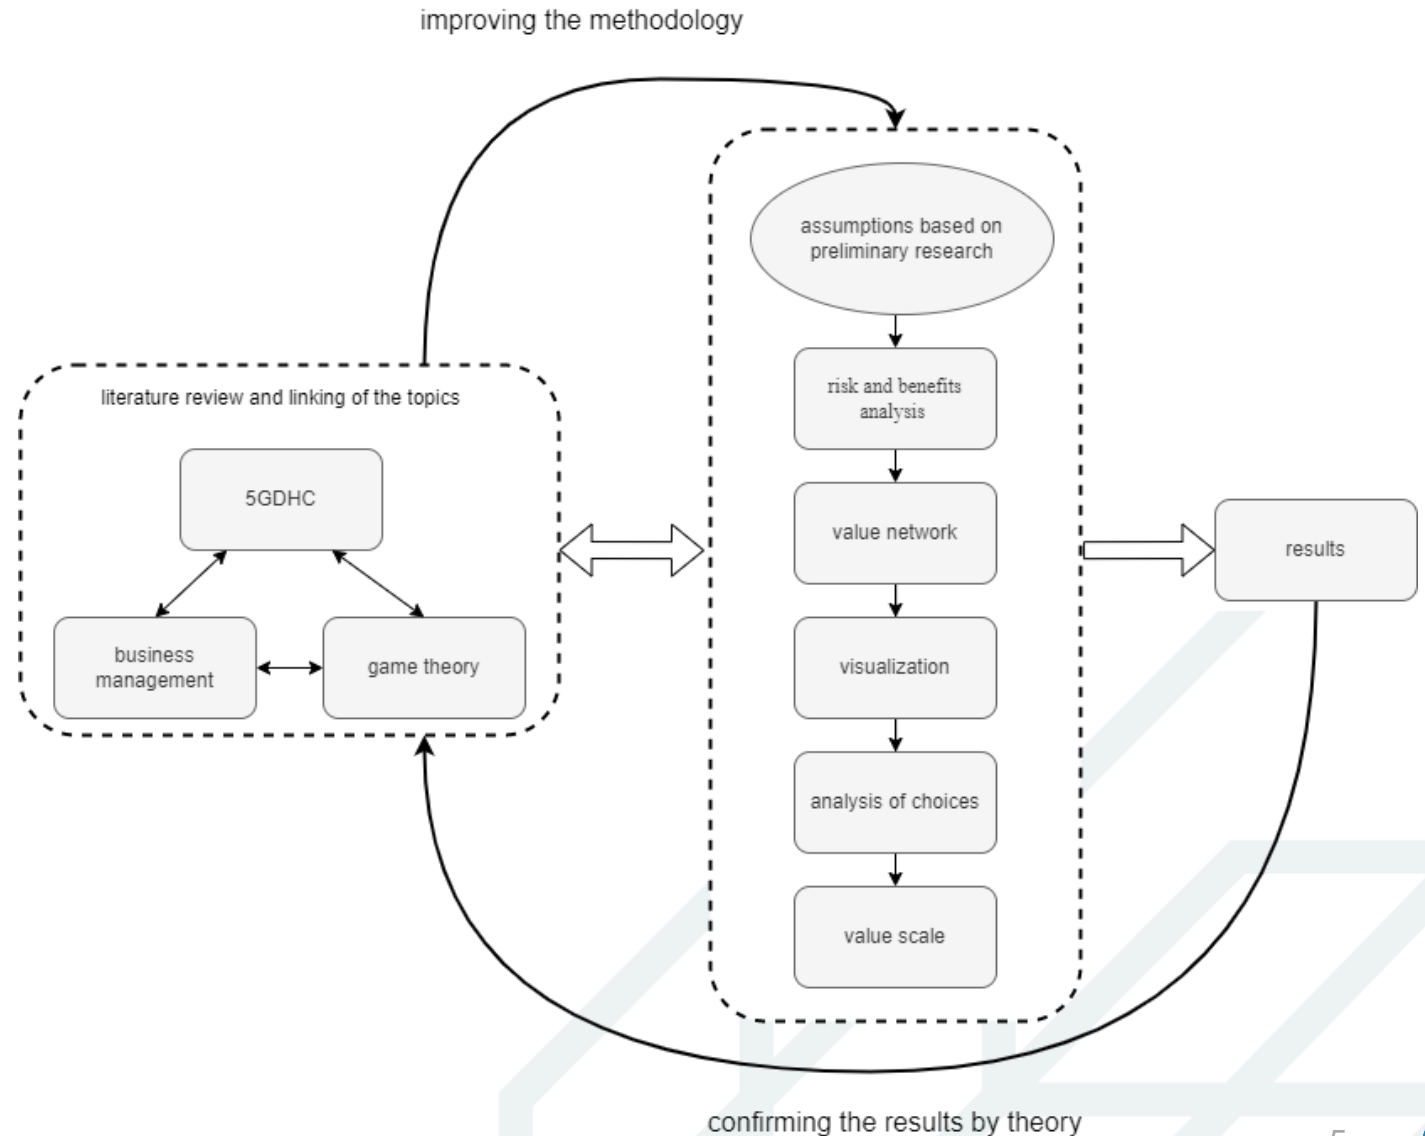 improving the methodology
assumptions based on
preliminary research
risk and benefits
analysis
literature review and linking of the topics
5GDHC
value network
results
business
management
game theory
visualization
analysis of choices
value scale
confirming the results by theory